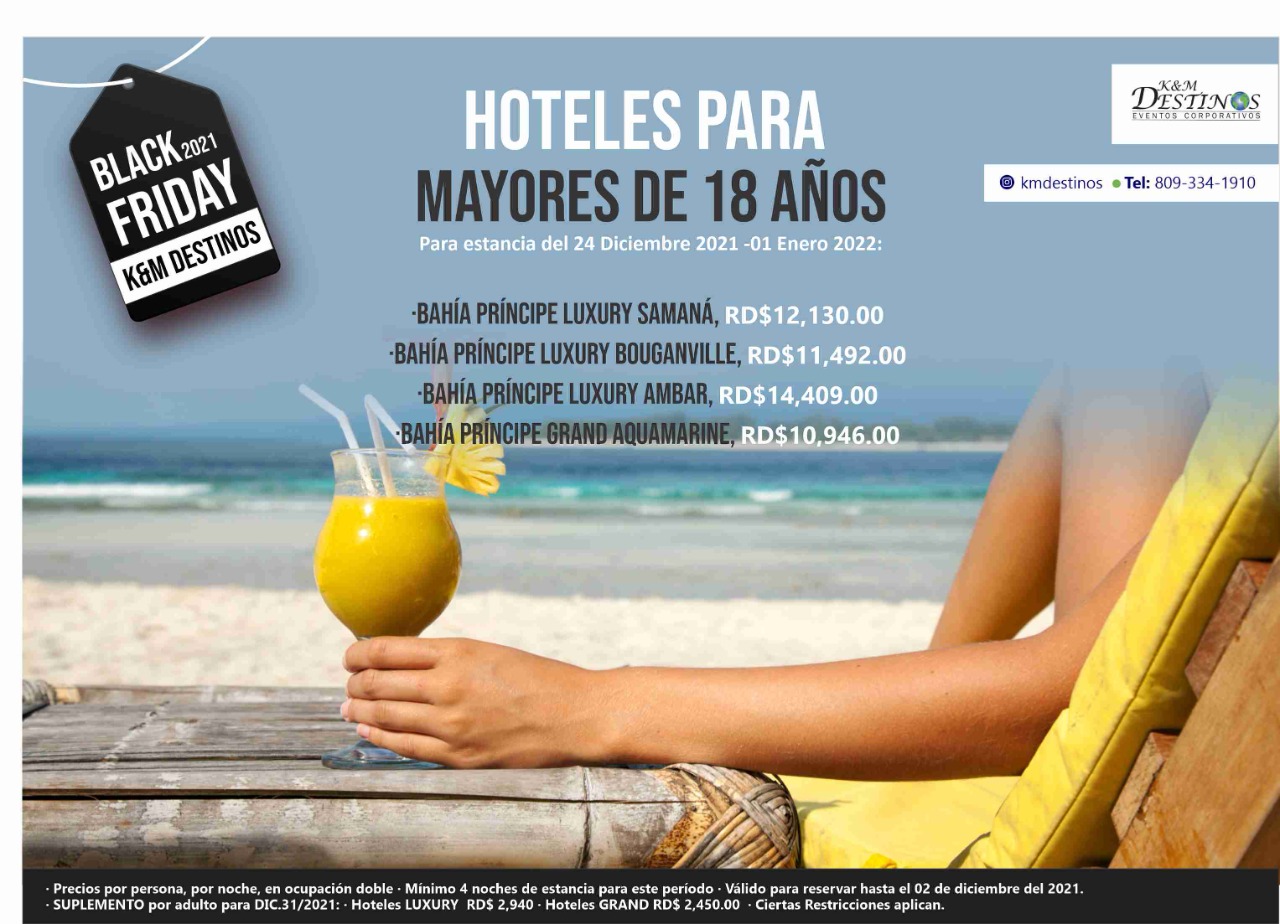 BLACK 2021
FRIDAY
K&M DESTINOS
HOTELES PARA
MAYORES DE 18 AÑOS
Para estancia del 24 Diciembre 2021 -01 Enero 2022:
K&M
DESTINOS
EVENTOS CORPORATIVOS
kmdestinos • Tel: 809-334-1910
·BAHÍA PRÍNCIPE LUXURY SAMANÁ, RD$12,130.00
·BAHÍA PRÍNCIPE LUXURY BOUGANVILLE, RD$11,492.00
·BAHÍA PRÍNCIPE LUXURY AMBAR, RD$14,409.00
·BAHÍA PRÍNCIPE GRAND AQUAMARINE, RD$10,946.00
· Precios por persona, por noche, en ocupación doble · Mínimo 4 noches de estancia para este período · Válido para reservar hasta el 02 de diciembre del 2021.
· SUPLEMENTO por adulto para DIC.31/2021: · Hoteles LUXURY RD$ 2,940 · Hoteles GRAND RD$ 2,450.00 · Ciertas Restricciones aplican.